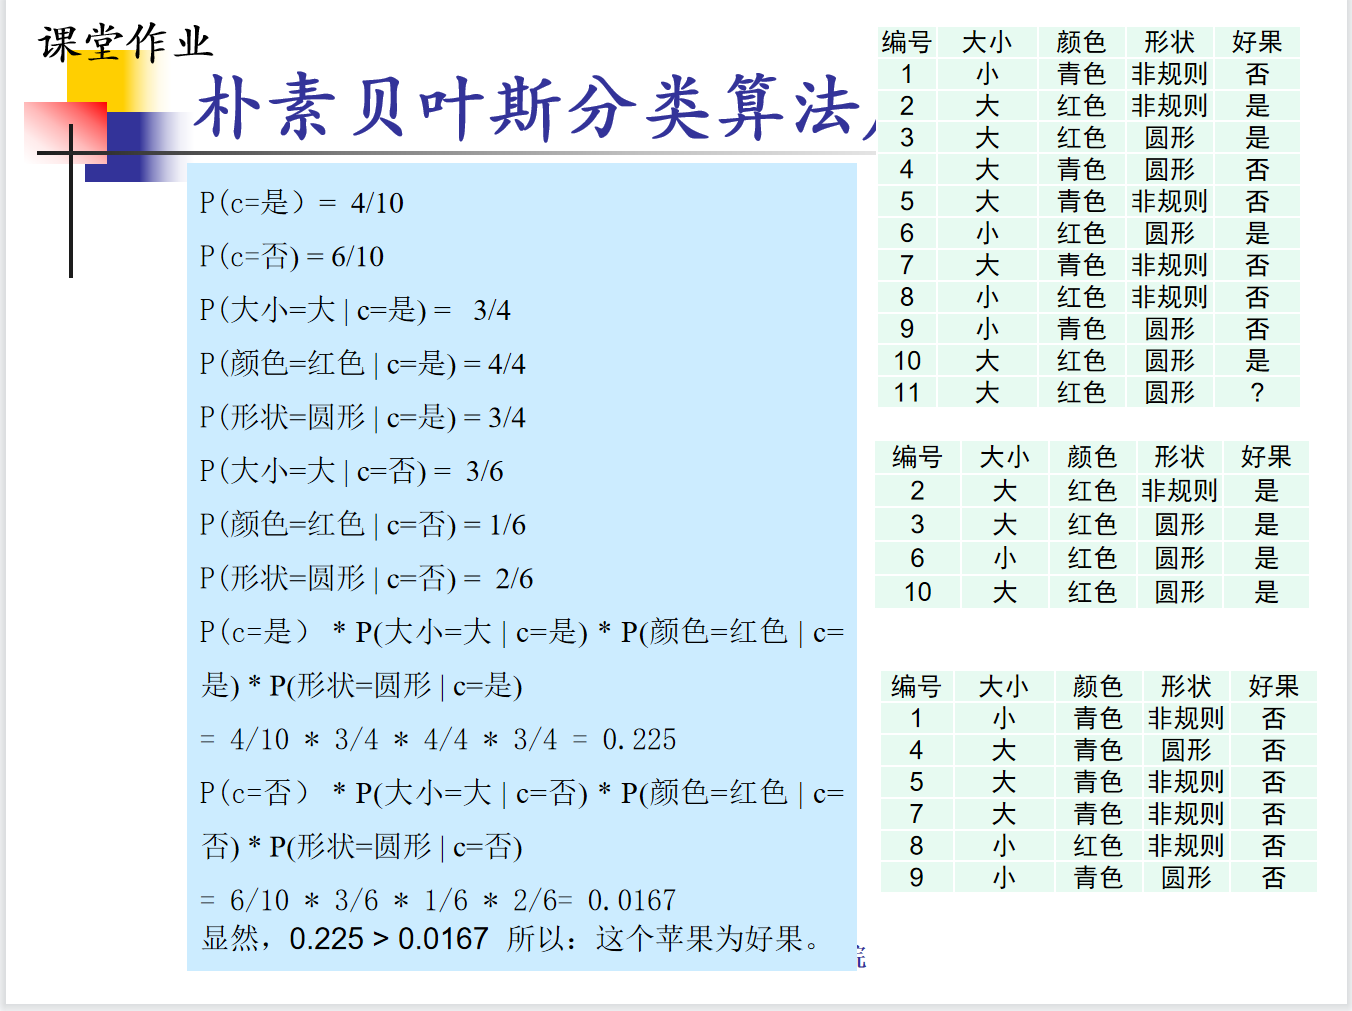 课堂作业
朴素贝叶斯分类算法
P(c=是）= 4/10
P(c=否) = 6/10
P(大小=大 | c=是) = 3/4
P(颜色=红色 | c=是) = 4/4
P(形状=圆形 | c=是) = 3/4
P(大小=大 | c=否) = 3/6
P(颜色=红色 | c=否) = 1/6
P(形状=圆形 | c=否) = 2/6
P(c=是） * P(大小=大 | c=是) * P(颜色=红色 | c=
是) * P(形状=圆形 | c=是)
= 4/10 * 3/4 * 4/4 * 3/4 = 0.225
P(c=否） * P(大小=大 | c=否) * P(颜色=红色 | c=
否) * P(形状=圆形 | c=否)
= 6/10 * 3/6 * 1/6 * 2/6= 0.0167
显然，0.225 > 0.0167 所以：这个苹果为好果。
编号 大小 颜色 形状 好果
1 小 青色 非规则 否
2 大 红色 非规则 是
3 大 红色 圆形 是
4 大 青色 圆形 否
5 大 青色 非规则 否
6 小 红色 圆形 是
7 大 青色 非规则 否
8 小 红色 非规则 否
9 小 青色 圆形 否
10 大 红色 圆形 是
11 大 红色 圆形 ?
编号 大小 颜色 形状 好果
2 大 红色 非规则 是
3 大 红色 圆形 是
6 小 红色 圆形 是
10 大 红色 圆形 是
编号 大小 颜色 形状 好果
1 小 青色 非规则 否
4 大 青色 圆形 否
5 大 青色 非规则 否
7 大 青色 非规则 否
8 小 红色 非规则 否
9 小 青色 圆形 否